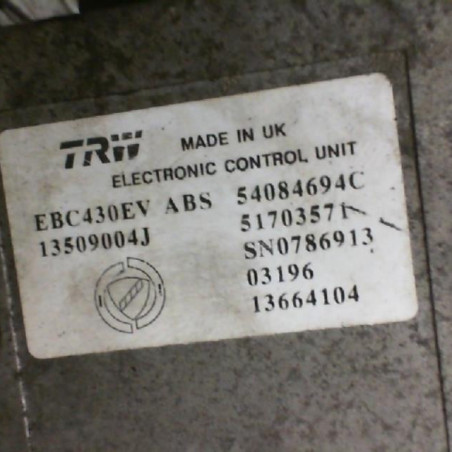 TRW MADE IN UK
ELECTRONIC CONTROL UNIT
EBC430EV ABS 54084694C
13509004J 51703571
SN0786913
03196
13664104